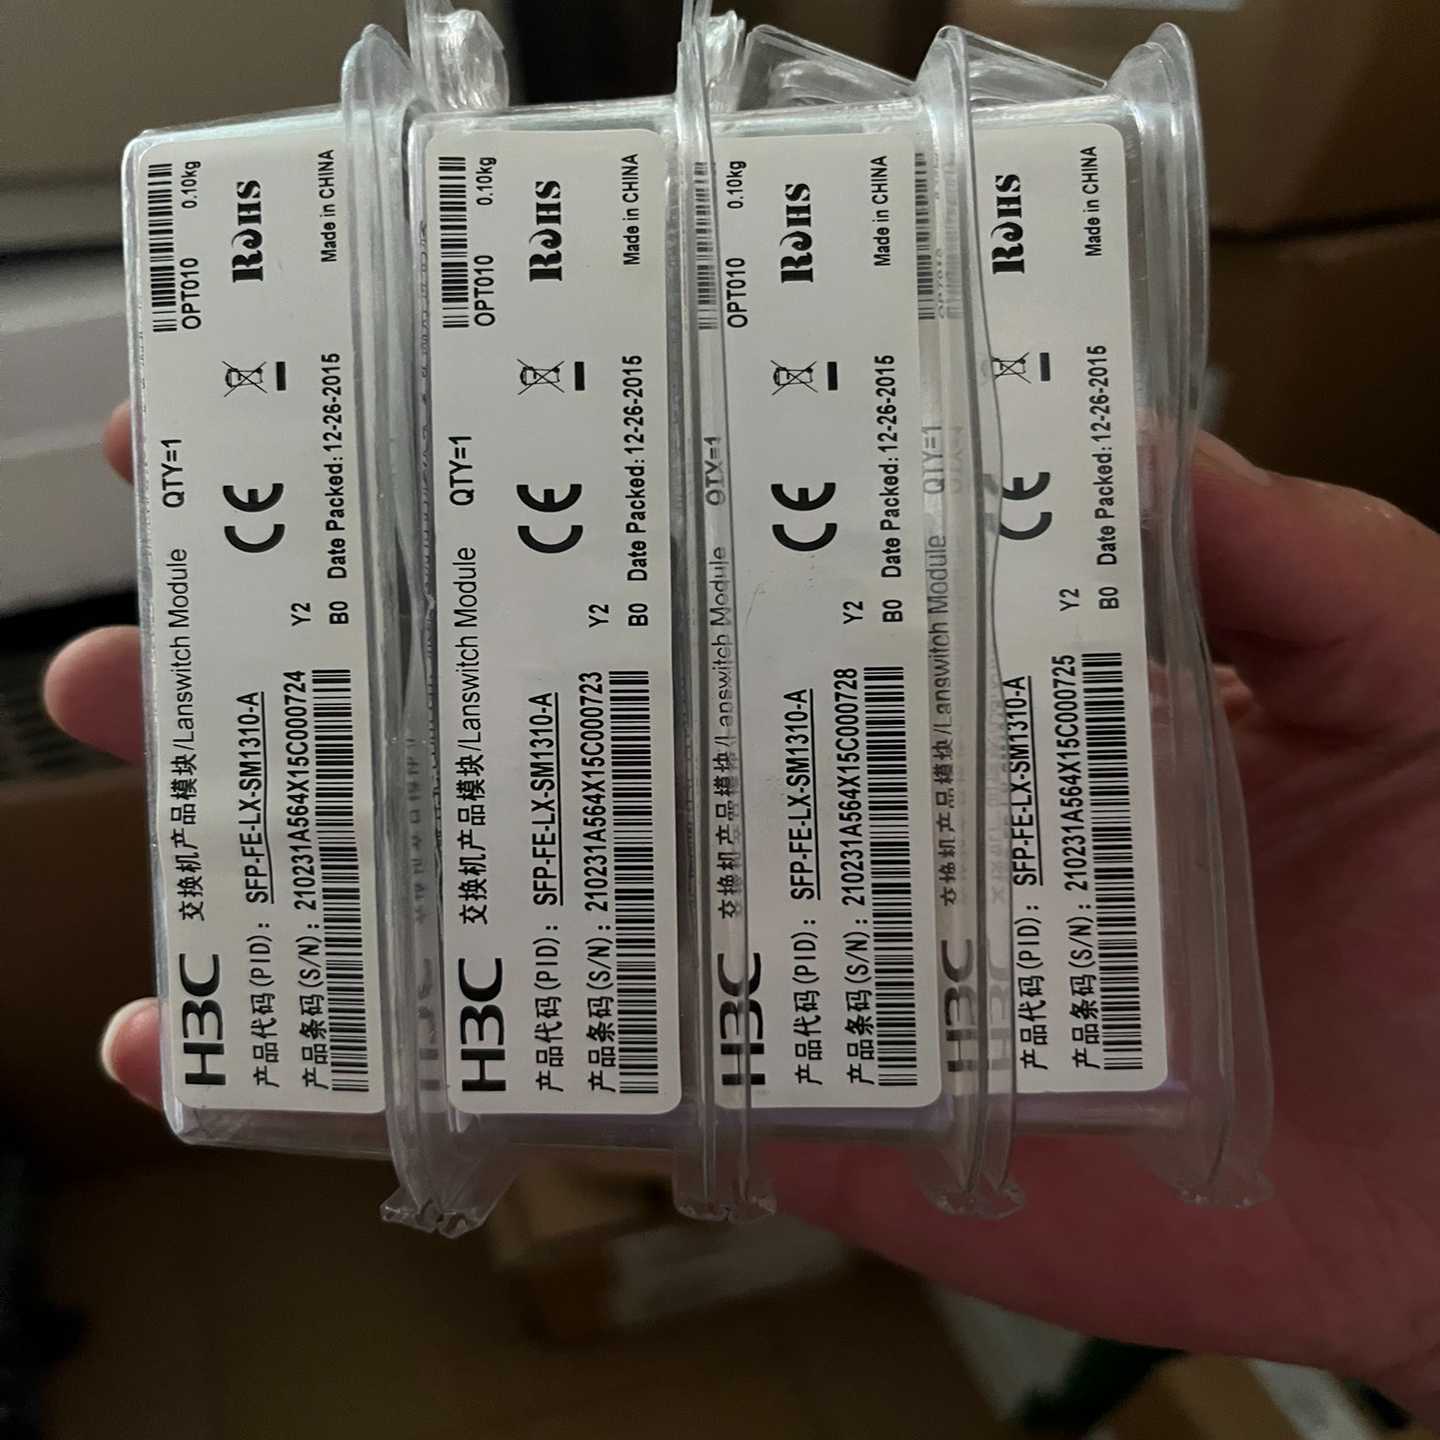 H3C 交换机产品模块/Lanswitch Module QTY=1 OPT010 0.10kg
产品代码(PID): SFP-FE-LX-SM1310-A
Y2
产品条码(S/N): 210231A564X15C000724
B0 Date Packed: 12-26-2015
CE
RoHS
Made in CHINA
H3C 交换机产品模块/Lanswitch Module QTY=1 OPT010 0.10kg
产品代码(PID): SFP-FE-LX-SM1310-A
Y2
产品条码(S/N): 210231A564X15C000723
B0 Date Packed: 12-26-2015
CE
RoHS
Made in CHINA
H3C 交换机产品模块/Lanswitch Module QTY=1 OPT010 0.10kg
产品代码(PID): SFP-FE-LX-SM1310-A
Y2
产品条码(S/N): 210231A564X15C000728
B0 Date Packed: 12-26-2015
CE
RoHS
Made in CHINA
H3C 交换机产品模块/Lanswitch Module QTY=1
产品代码(PID): SFP-FE-LX-SM1310-A
Y2
产品条码(S/N): 210231A564X15C000725
B0 Date Packed: 12-26-2015
CE
RoHS
Made in CHINA